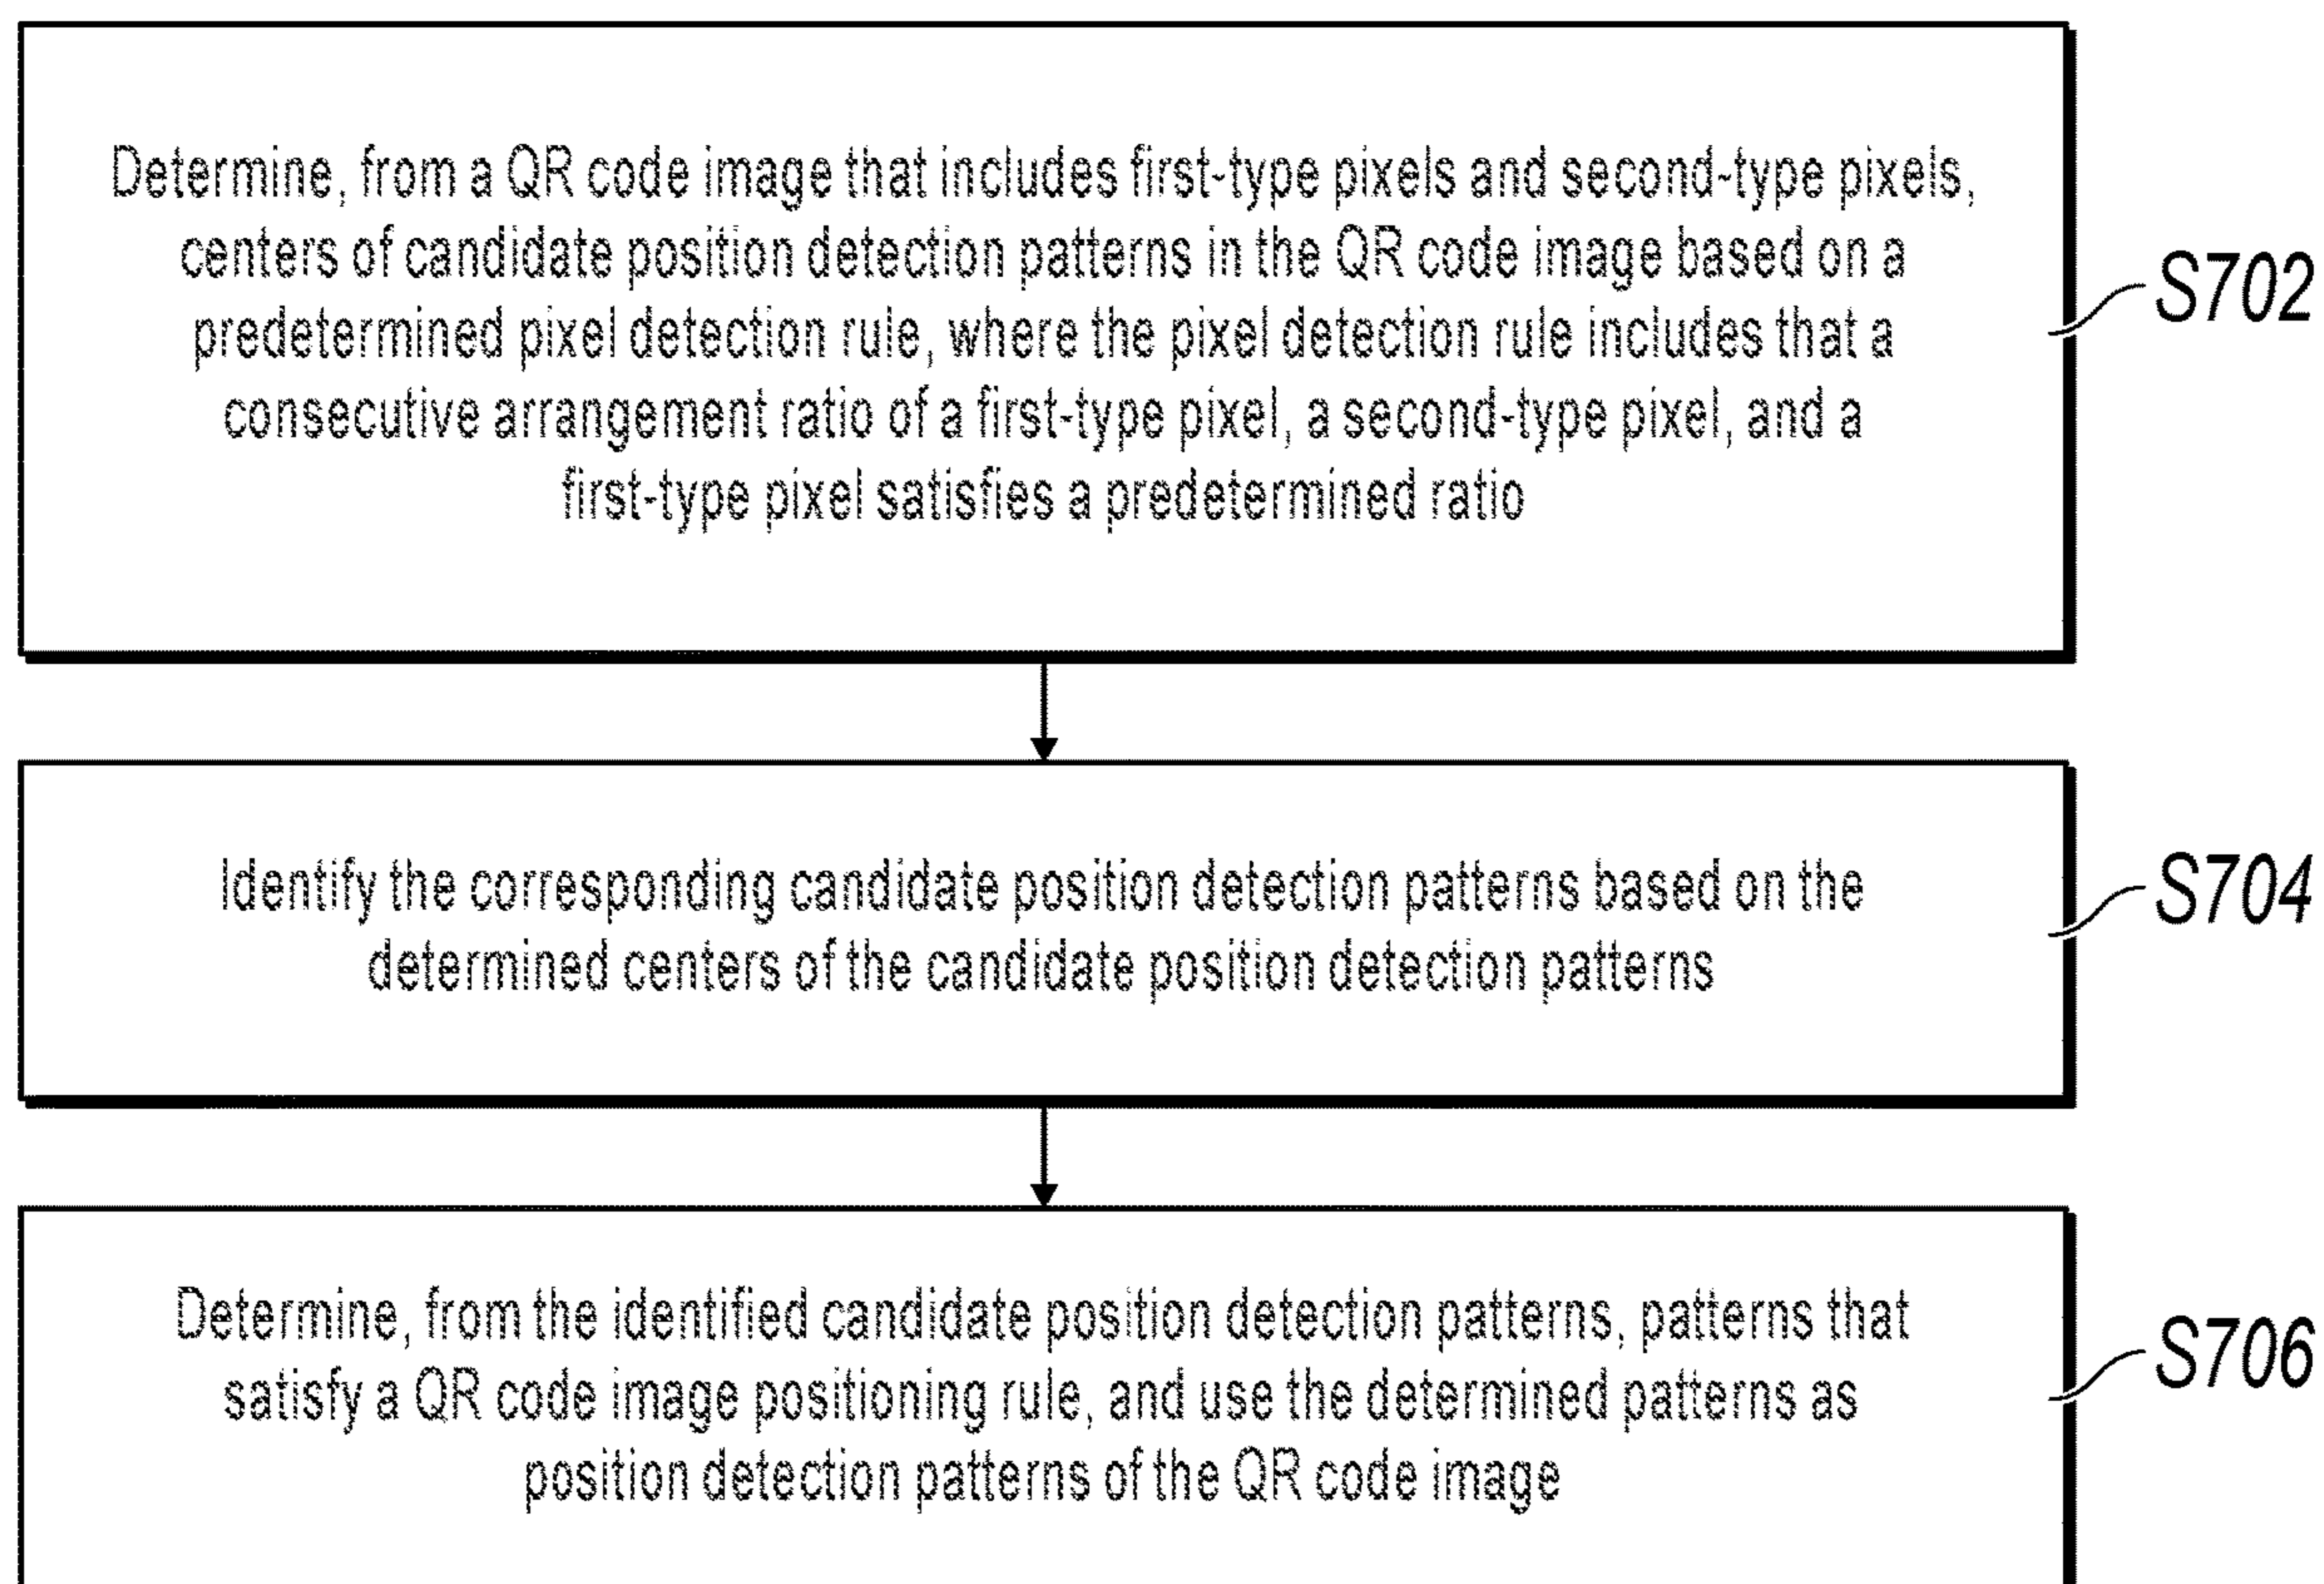 Determine, from a QR code image that includes first-type pixels and second-type pixels,
centers of candidate position detection patterns in the QR code image based on a
predetermined pixel detection rule, where the pixel detection rule includes that a
consecutive arrangement ratio of a first-type pixel, a second-type pixel, and a
first-type pixel satisfies a predetermined ratio
S702
Identify the corresponding candidate position detection patterns based on the
determined centers of the candidate position detection patterns
S704
Determine, from the identified candidate position detection patterns, patterns that
satisfy a QR code image positioning rule, and use the determined patterns as
position detection patterns of the QR code image
S706